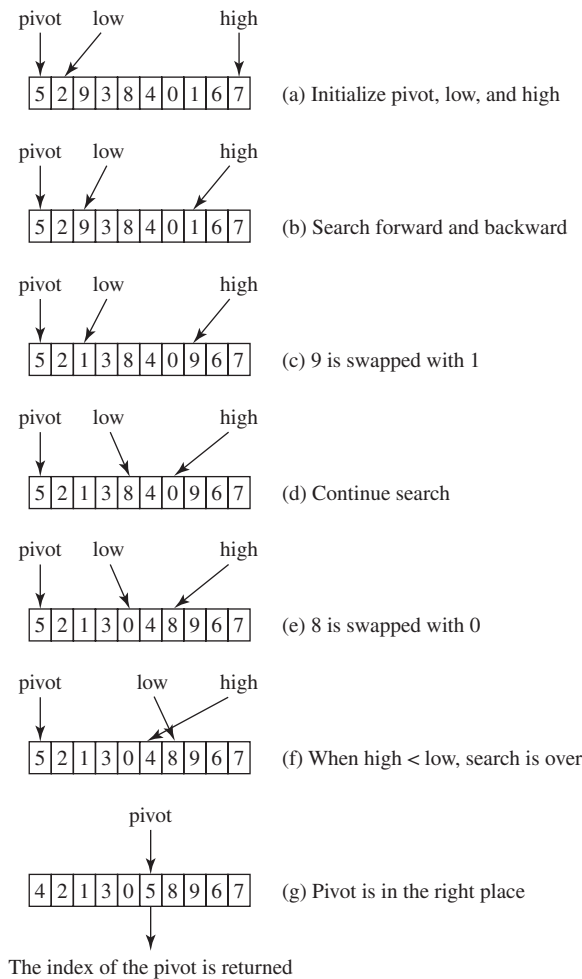 pivot low high
5 2 9 3 8 4 0 1 6 7 (a) Initialize pivot, low, and high
pivot low high
5 2 9 3 8 4 0 1 6 7 (b) Search forward and backward
pivot low high
5 2 1 3 8 4 0 9 6 7 (c) 9 is swapped with 1
pivot low high
5 2 1 3 8 4 0 9 6 7 (d) Continue search
pivot low high
5 2 1 3 0 4 8 9 6 7 (e) 8 is swapped with 0
pivot low high
5 2 1 3 0 4 8 9 6 7 (f) When high < low, search is over
pivot
4 2 1 3 0 5 8 9 6 7 (g) Pivot is in the right place
The index of the pivot is returned